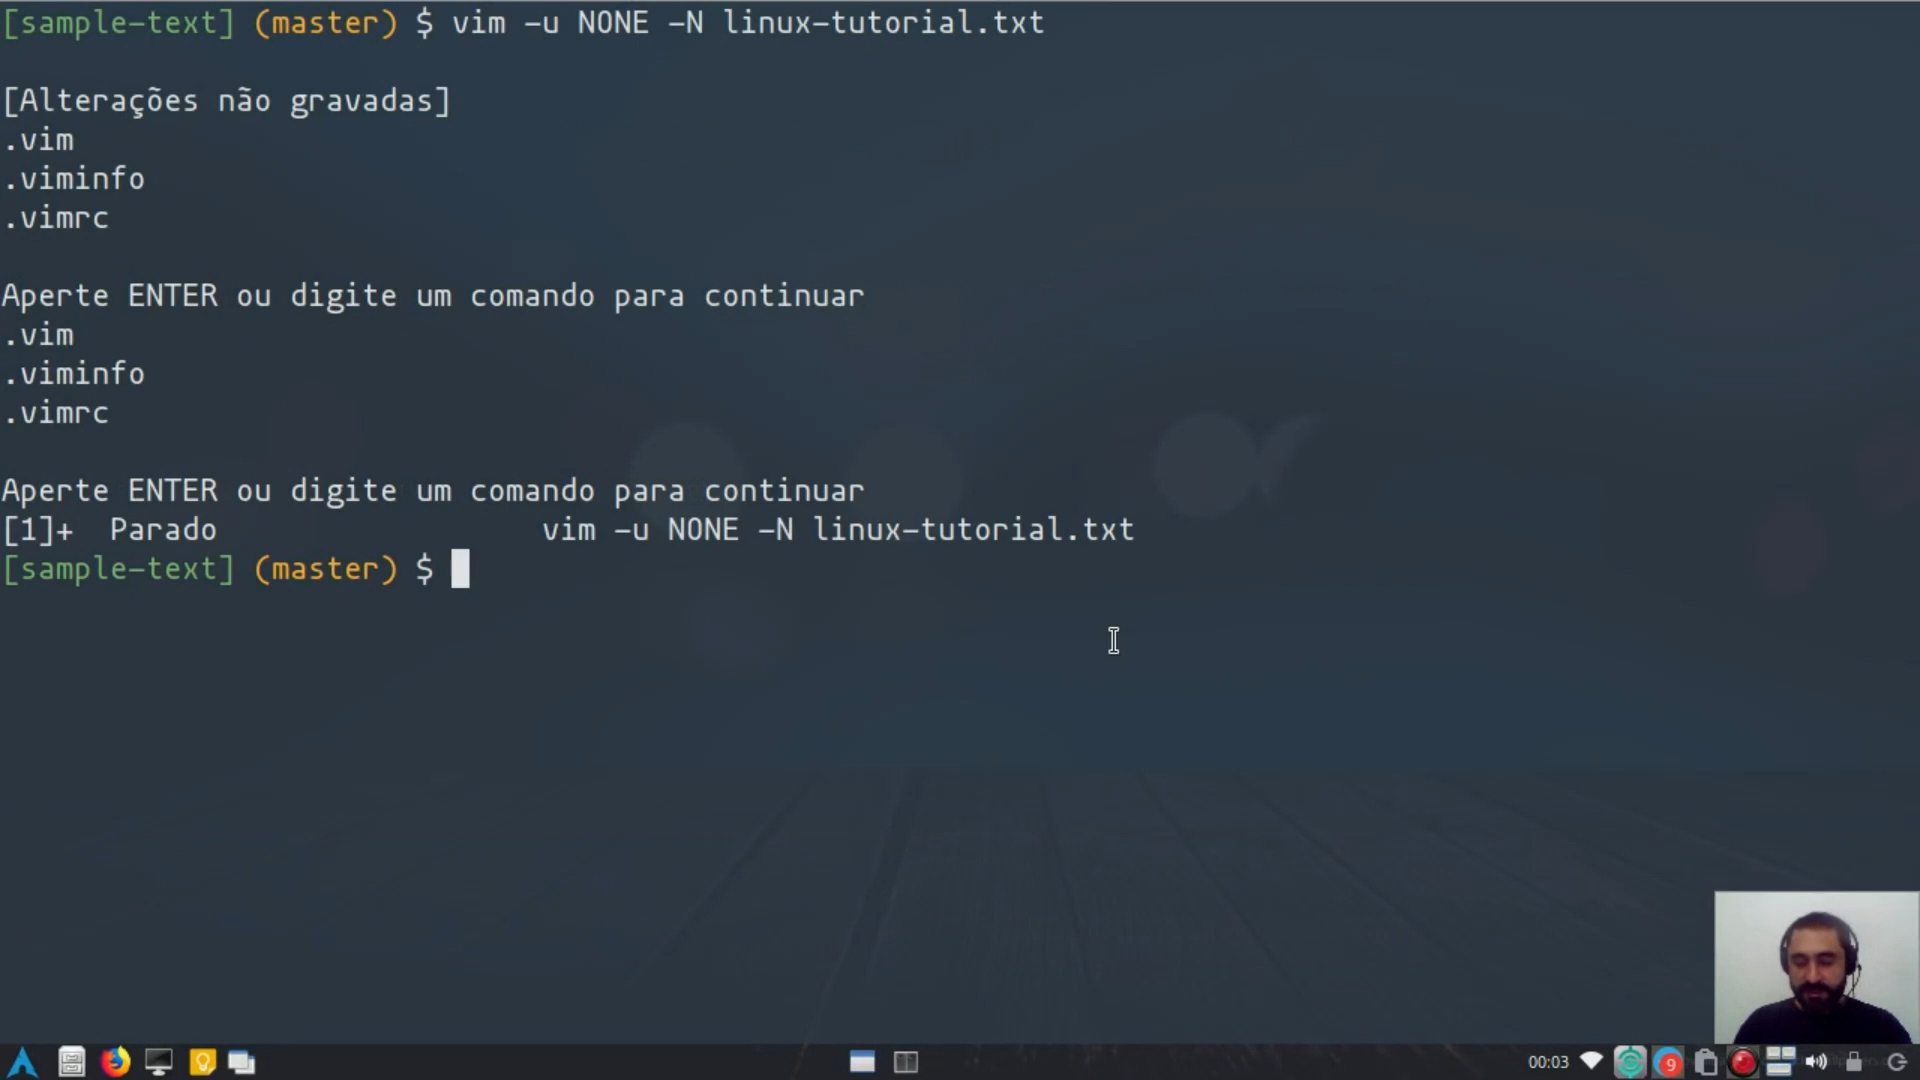 [sample-text] (master) $ vim -u NONE -N linux-tutorial.txt
[Alterações não gravadas]
.vim
.viminfo
.vimrc
Aperte ENTER ou digite um comando para continuar
.vim
.viminfo
.vimrc
Aperte ENTER ou digite um comando para continuar
[1]+  Parado                  vim -u NONE -N linux-tutorial.txt
[sample-text] (master) $
00:03
9